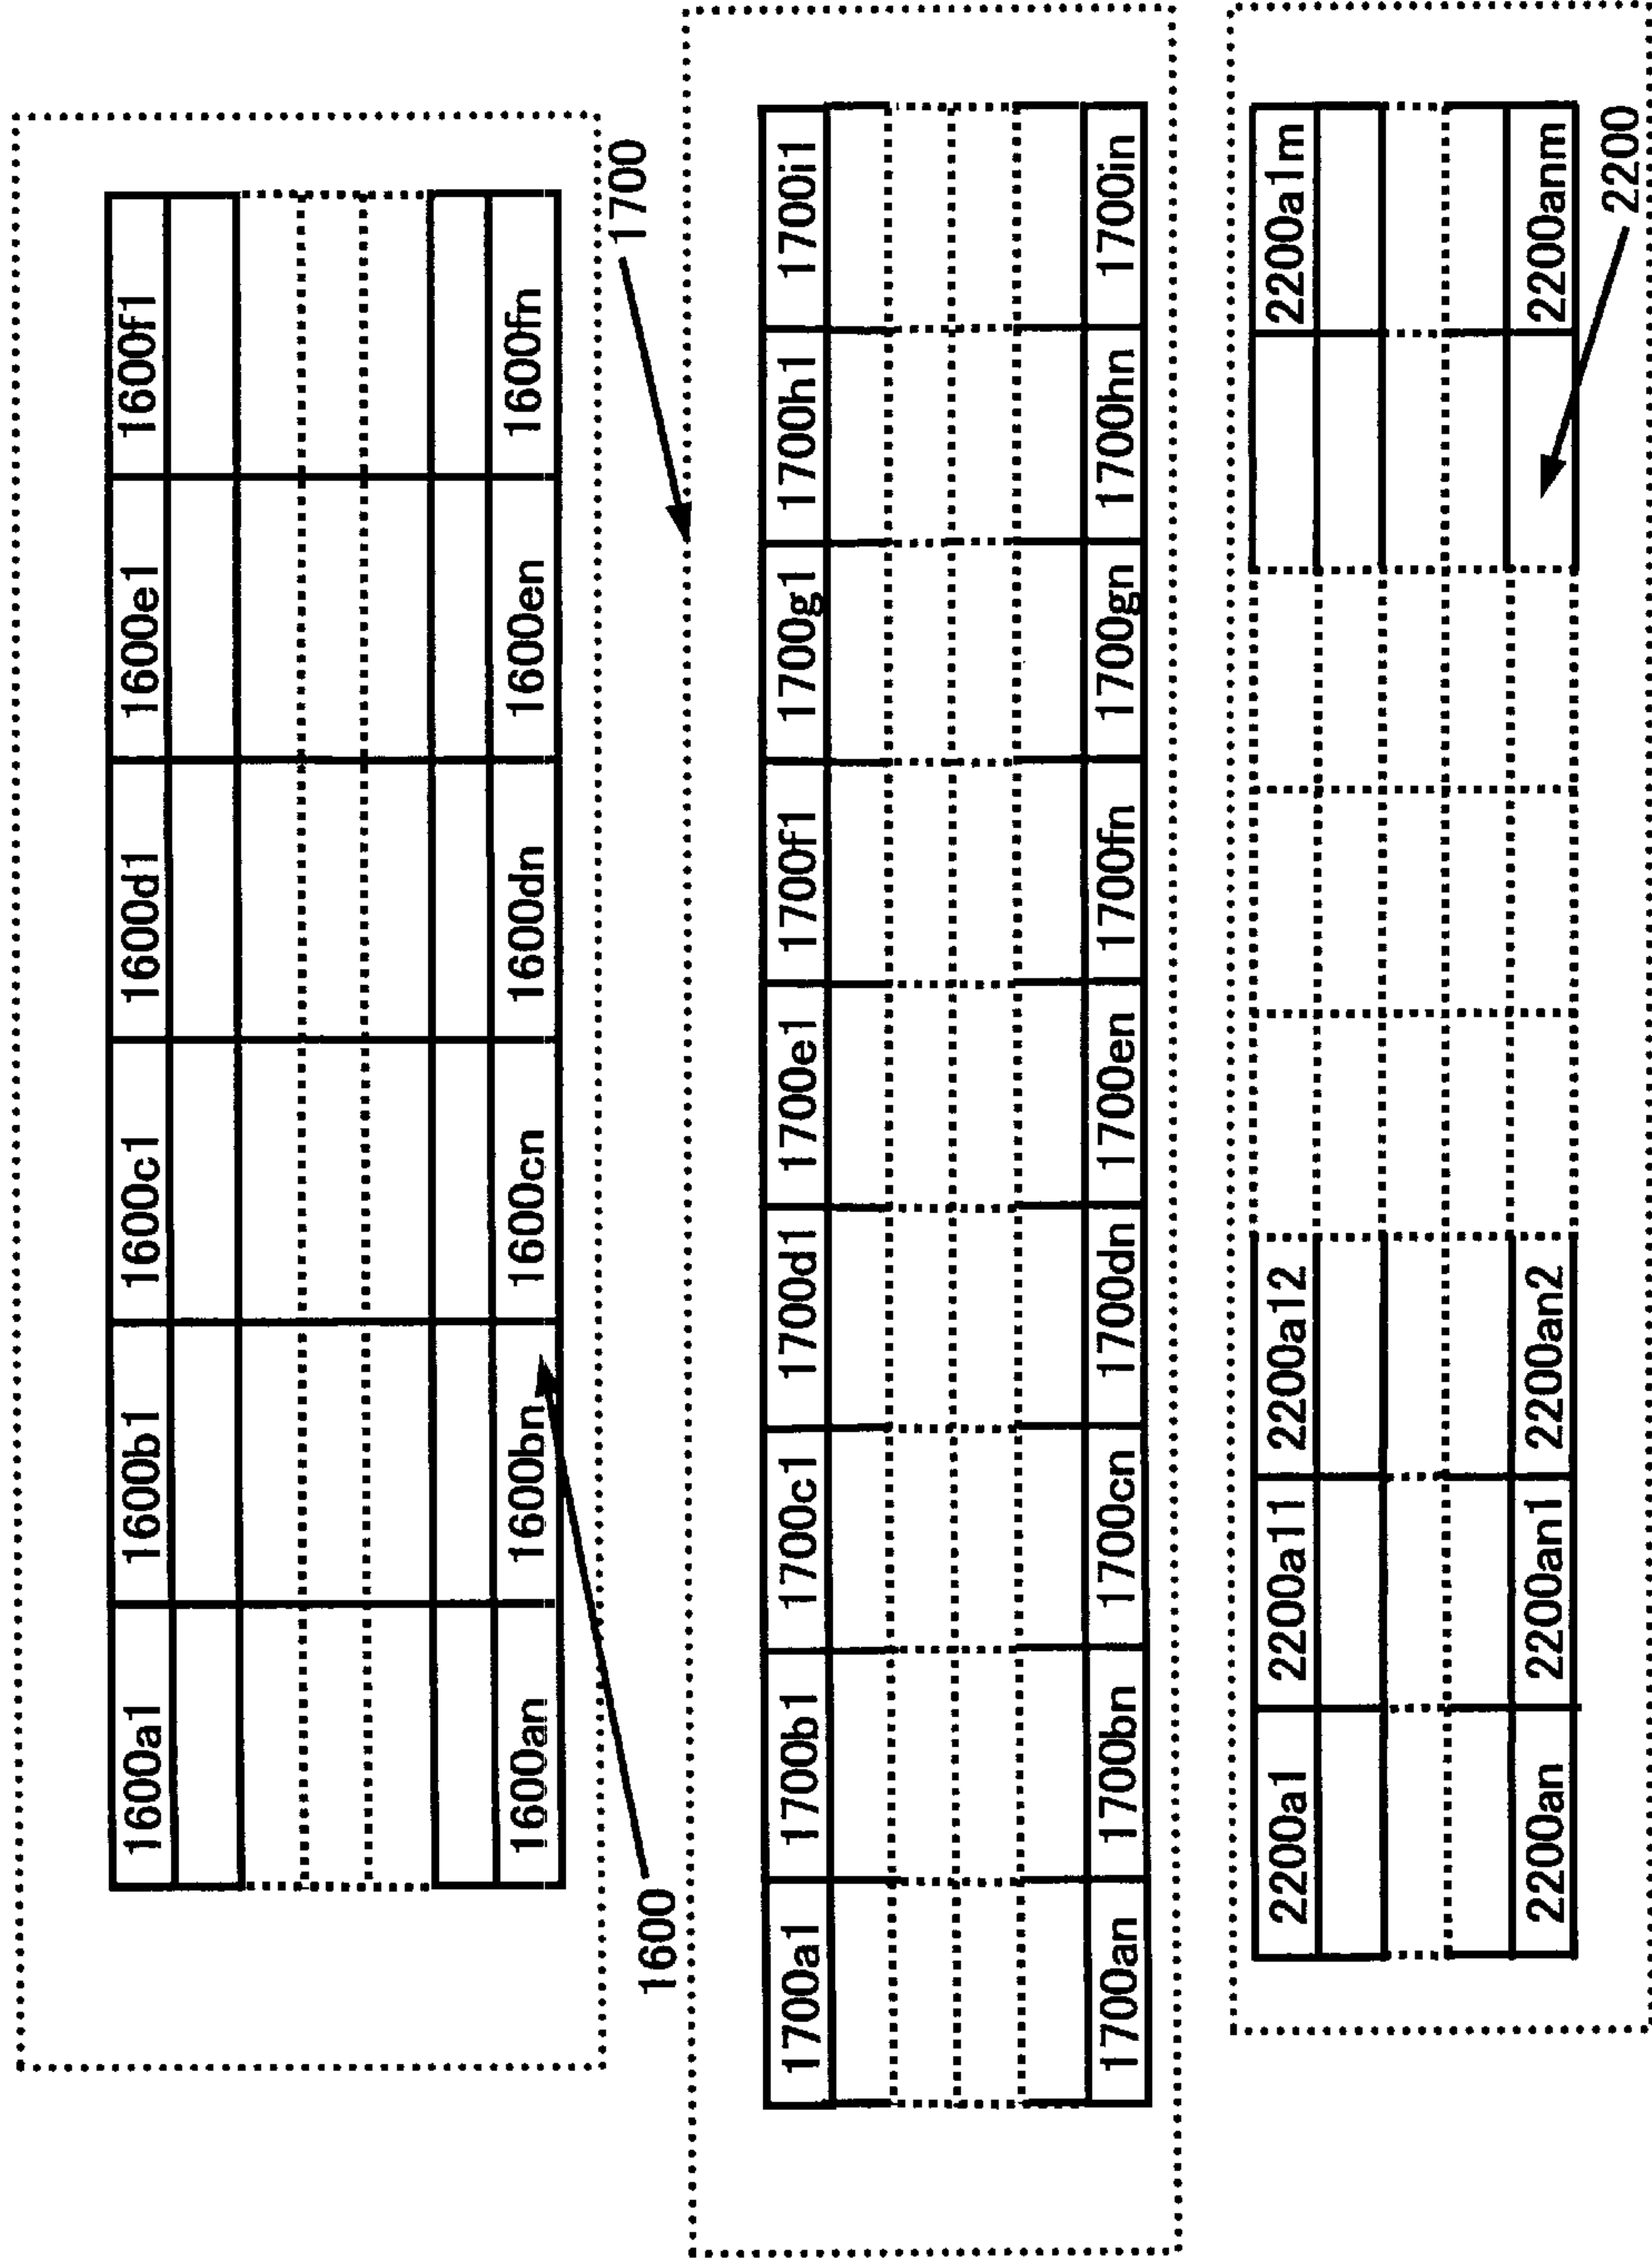 1600a1 1600b1 1600c1 1600d1 1600e1 1600f1
1600an 1600bn 1600cn 1600dn 1600en 1600fn
1600
1700
1700a1 1700b1 1700c1 1700d1 1700e1 1700f1 1700g1 1700h1 1700i1
1700an 1700bn 1700cn 1700dn 1700en 1700fn 1700gn 1700hn 1700in
2200a1 2200a11 2200a12 2200a1m
2200an 2200an1 2200an2 2200anm
2200